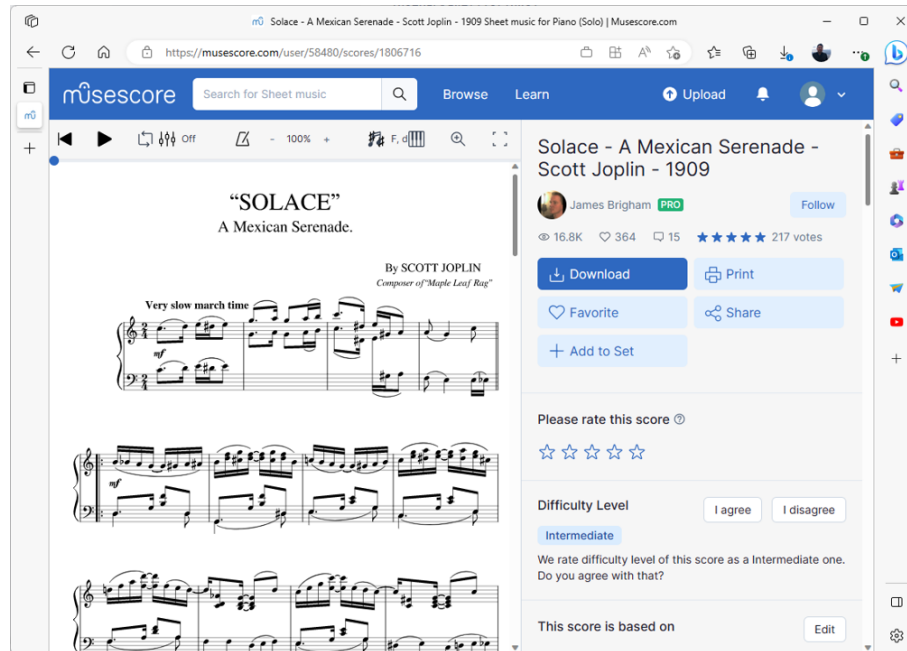 Solace - A Mexican Serenade - Scott Joplin - 1909 Sheet music for Piano (Solo) | Musescore.com
https://musescore.com/user/58480/scores/1806716
musescore
Search for Sheet music
Browse
Learn
Upload
Off
- 100% +
F, d
“SOLACE”
A Mexican Serenade.
By SCOTT JOPLIN
Composer of “Maple Leaf Rag”
Very slow march time
mf
mf
Solace - A Mexican Serenade -
Scott Joplin - 1909
James Brigham PRO
Follow
16.8K 364 15 217 votes
Download
Print
Favorite
Share
+ Add to Set
Please rate this score
Difficulty Level
I agree
I disagree
Intermediate
We rate difficulty level of this score as a Intermediate one.
Do you agree with that?
This score is based on
Edit